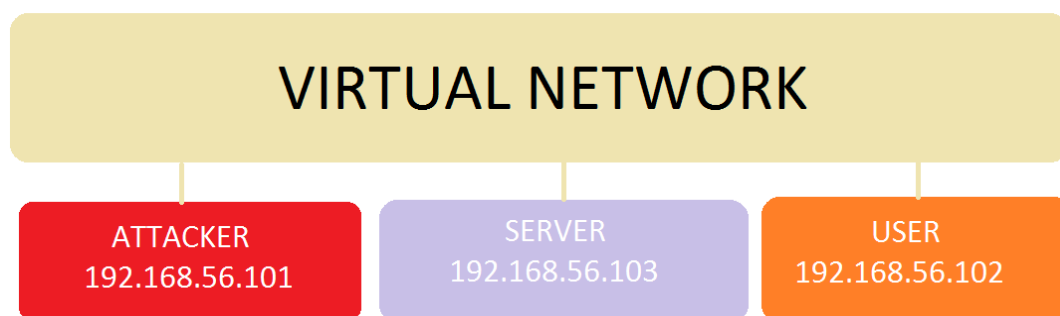 VIRTUAL NETWORK
ATTACKER
192.168.56.101
SERVER
192.168.56.103
USER
192.168.56.102